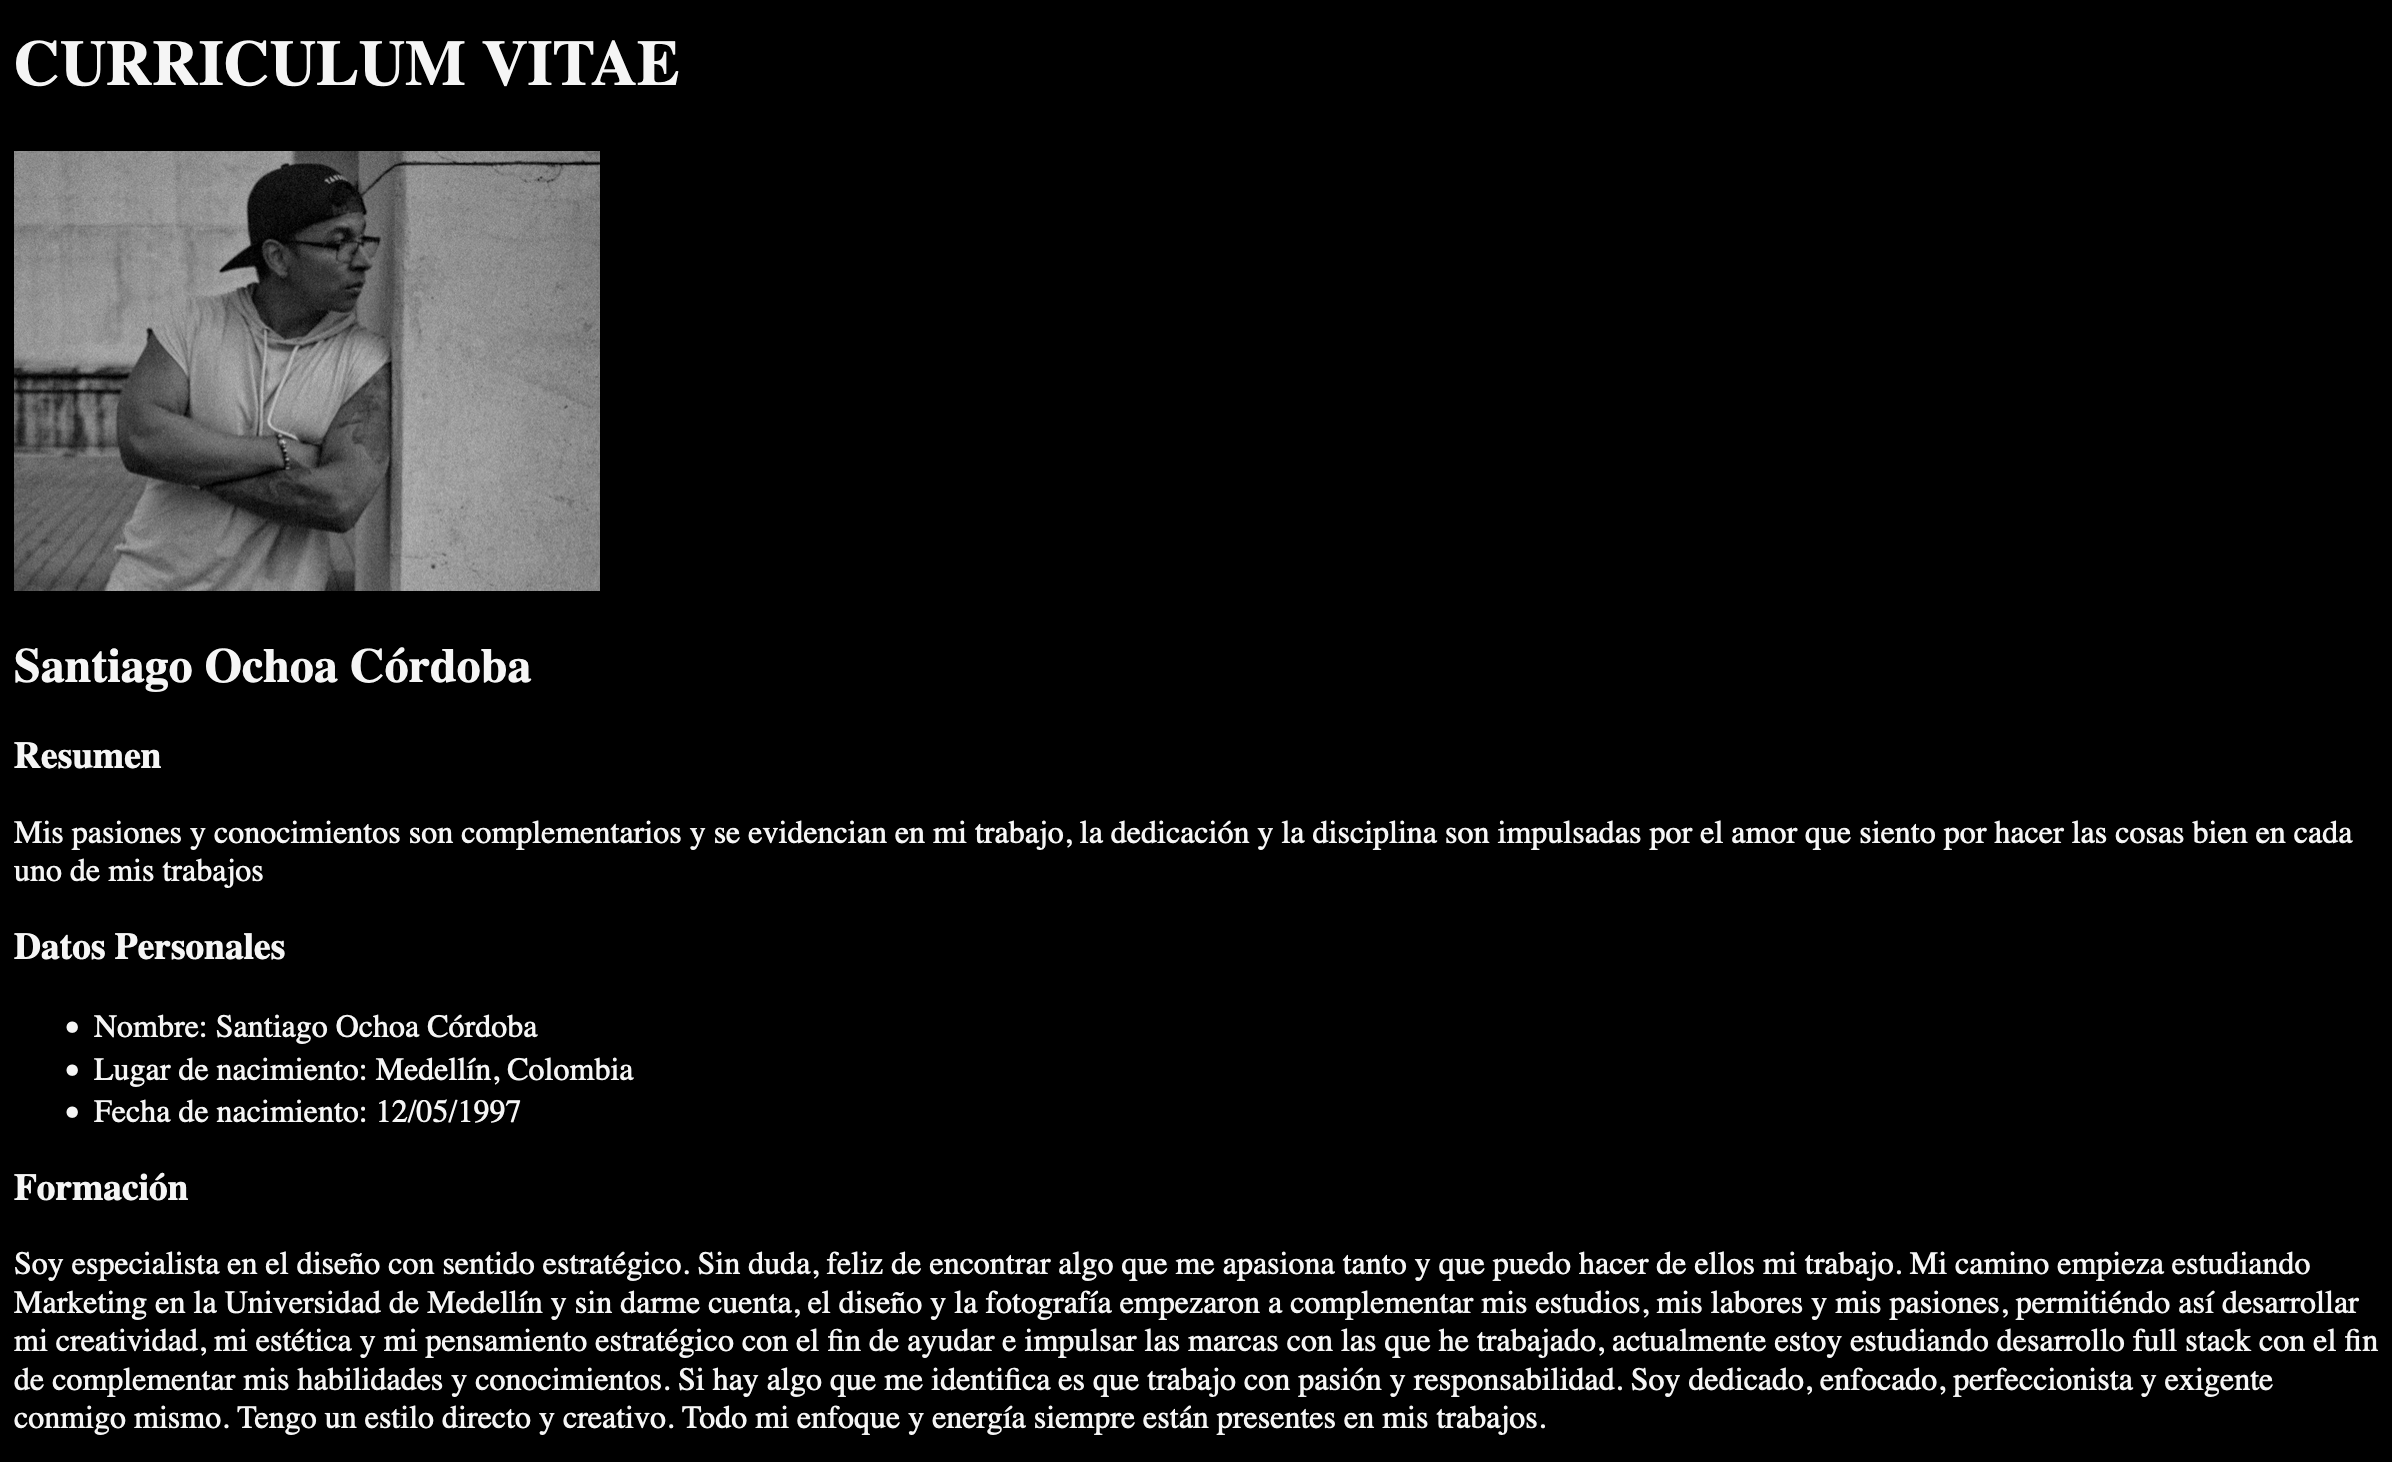 CURRICULUM VITAE
Santiago Ochoa Córdoba
Resumen
Mis pasiones y conocimientos son complementarios y se evidencian en mi trabajo, la dedicación y la disciplina son impulsadas por el amor que siento por hacer las cosas bien en cada
uno de mis trabajos
Datos Personales
• Nombre: Santiago Ochoa Córdoba
• Lugar de nacimiento: Medellín, Colombia
• Fecha de nacimiento: 12/05/1997
Formación
Soy especialista en el diseño con sentido estratégico. Sin duda, feliz de encontrar algo que me apasiona tanto y que puedo hacer de ellos mi trabajo. Mi camino empieza estudiando
Marketing en la Universidad de Medellín y sin darme cuenta, el diseño y la fotografía empezaron a complementar mis estudios, mis labores y mis pasiones, permitiéndo así desarrollar
mi creatividad, mi estética y mi pensamiento estratégico con el fin de ayudar e impulsar las marcas con las que he trabajado, actualmente estoy estudiando desarrollo full stack con el fin
de complementar mis habilidades y conocimientos. Si hay algo que me identifica es que trabajo con pasión y responsabilidad. Soy dedicado, enfocado, perfeccionista y exigente
conmigo mismo. Tengo un estilo directo y creativo. Todo mi enfoque y energía siempre están presentes en mis trabajos.